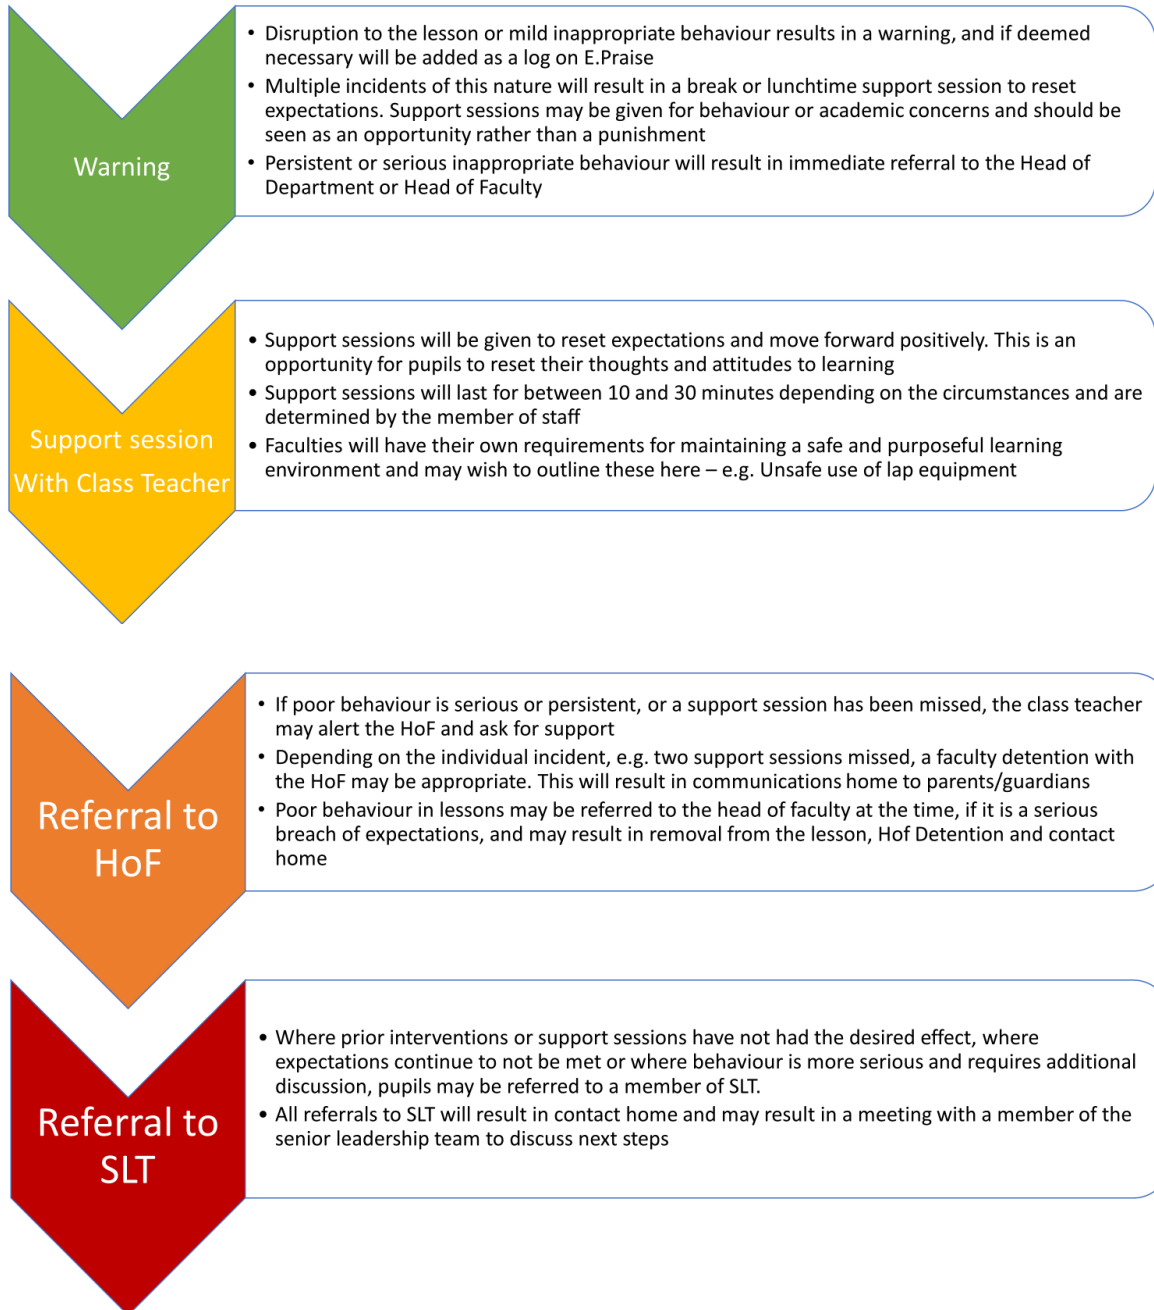 Warning
• Disruption to the lesson or mild inappropriate behaviour results in a warning, and if deemed
necessary will be added as a log on E.Praise
• Multiple incidents of this nature will result in a break or lunchtime support session to reset
expectations. Support sessions may be given for behaviour or academic concerns and should be
seen as an opportunity rather than a punishment
• Persistent or serious inappropriate behaviour will result in immediate referral to the Head of
Department or Head of Faculty
Support session
With Class Teacher
• Support sessions will be given to reset expectations and move forward positively. This is an
opportunity for pupils to reset their thoughts and attitudes to learning
• Support sessions will last for between 10 and 30 minutes depending on the circumstances and are
determined by the member of staff
• Faculties will have their own requirements for maintaining a safe and purposeful learning
environment and may wish to outline these here – e.g. Unsafe use of lap equipment
Referral to
HoF
• If poor behaviour is serious or persistent, or a support session has been missed, the class teacher
may alert the HoF and ask for support
• Depending on the individual incident, e.g. two support sessions missed, a faculty detention with
the HoF may be appropriate. This will result in communications home to parents/guardians
• Poor behaviour in lessons may be referred to the head of faculty at the time, if it is a serious
breach of expectations, and may result in removal from the lesson, Hof Detention and contact
home
Referral to
SLT
• Where prior interventions or support sessions have not had the desired effect, where
expectations continue to not be met or where behaviour is more serious and requires additional
discussion, pupils may be referred to a member of SLT.
• All referrals to SLT will result in contact home and may result in a meeting with a member of the
senior leadership team to discuss next steps